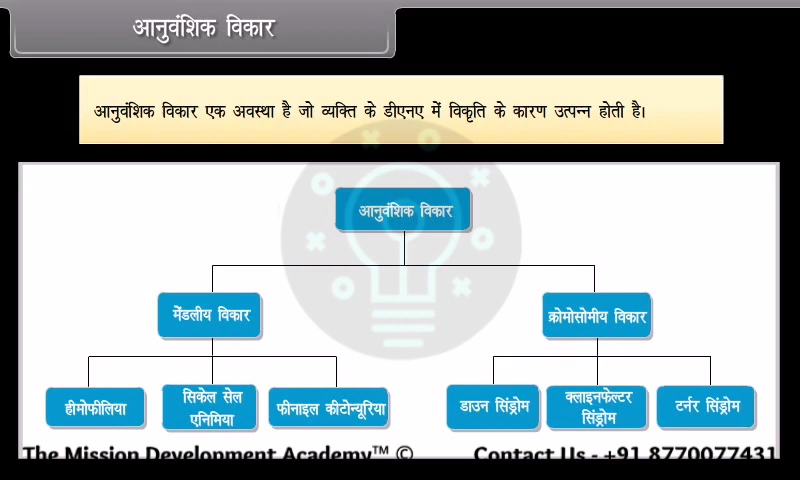 आनुवंशिक विकार
आनुवंशिक विकार एक अवस्था है जो व्यक्ति के डीएनए में विकृति के कारण उत्पन्न होती है।
आनुवंशिक विकार
मेंडलीय विकार
क्रोमोसोमीय विकार
हीमोफीलिया
सिकेल सेल
एनिमिया
फीनाइल कीटोन्यूरिया
डाउन सिंड्रोम
क्लाइनफेल्टर
सिंड्रोम
टर्नर सिंड्रोम
The Mission Development Academy™ © Contact Us - +91 8770077431